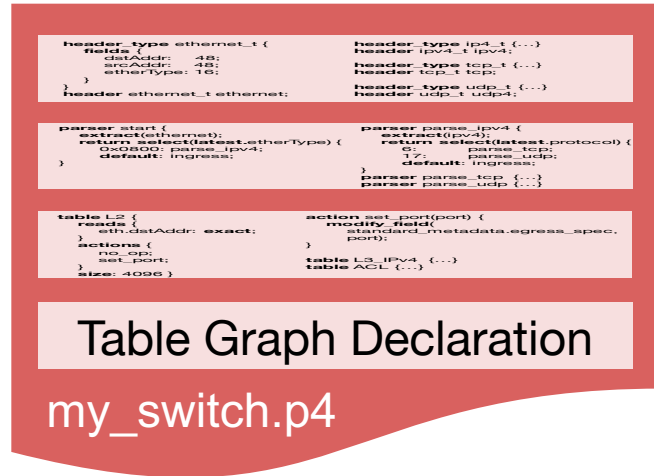 header_type ethernet_t {
fields {
dstAddr: 48;
srcAddr: 48;
etherType: 16;
}
}
header ethernet_t ethernet;
header_type ip4_t {...}
header ipv4_t ipv4;
header_type tcp_t {...}
header tcp_t tcp;
header_type udp_t {...}
header udp_t udp4;
parser start {
extract(ethernet);
return select(latest.etherType) {
0x0800: parse_ipv4;
default: ingress;
}
parser parse_ipv4 {
extract(ipv4);
return select(latest.protocol) {
6: parse_tcp;
17: parse_udp;
default: ingress;
}
parser parse_tcp {...}
parser parse_udp {...}
table L2 {
reads {
eth.dstAddr: exact;
}
actions {
no_op;
set_port;
}
size: 4096 }
action set_port(port) {
modify_field(
standard_metadata.egress_spec,
port);
}
table L3_IPv4 {...}
table ACL {...}
Table Graph Declaration
my_switch.p4